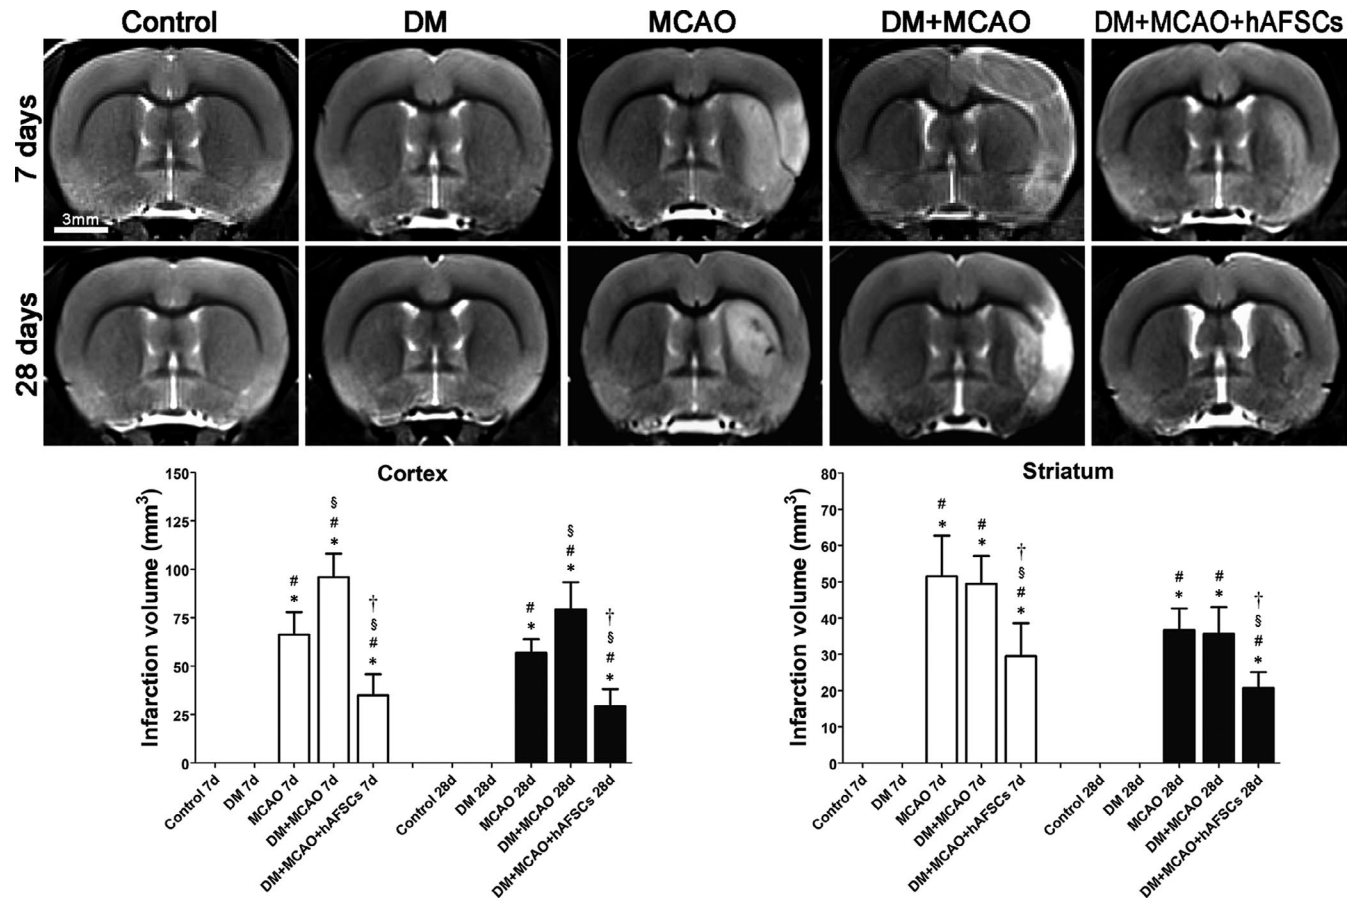 Control DM MCAO DM+MCAO DM+MCAO+hAFSCs
7 days
3mm
28 days
Cortex
Infarction volume (mm³)
150
125
100
75
50
25
0
§
#
*
#
*
†
§
#
*
#
*
§
#
*
†
§
#
*
Control 7d
DM 7d
MCAO 7d
DM+MCAO 7d
DM+MCAO+hAFSCs 7d
Control 28d
DM 28d
MCAO 28d
DM+MCAO 28d
DM+MCAO+hAFSCs 28d
Striatum
Infarction volume (mm³)
80
70
60
50
40
30
20
10
0
#
*
#
*
†
§
#
*
#
*
#
*
†
§
#
*
Control 7d
DM 7d
MCAO 7d
DM+MCAO 7d
DM+MCAO+hAFSCs 7d
Control 28d
DM 28d
MCAO 28d
DM+MCAO 28d
DM+MCAO+hAFSCs 28d